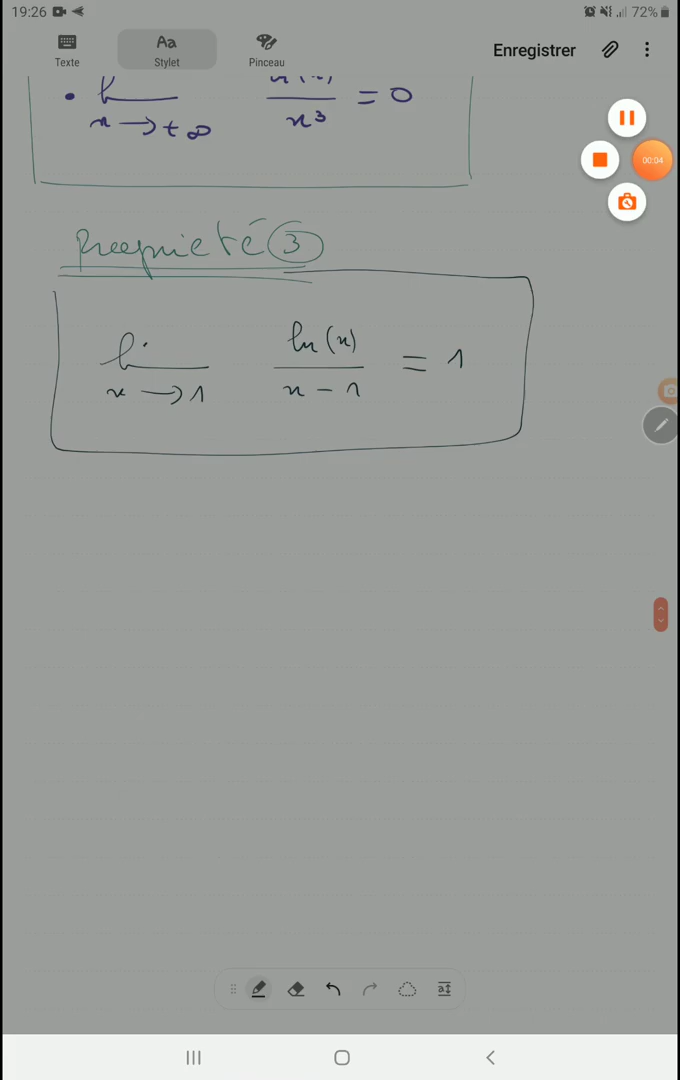 19:26 72%
Texte Stylet Pinceau Enregistrer
00:04
• lim x → +∞ ln(x)/x³ = 0
Propriété ③
lim x → 1 ln(x)/x - 1 = 1